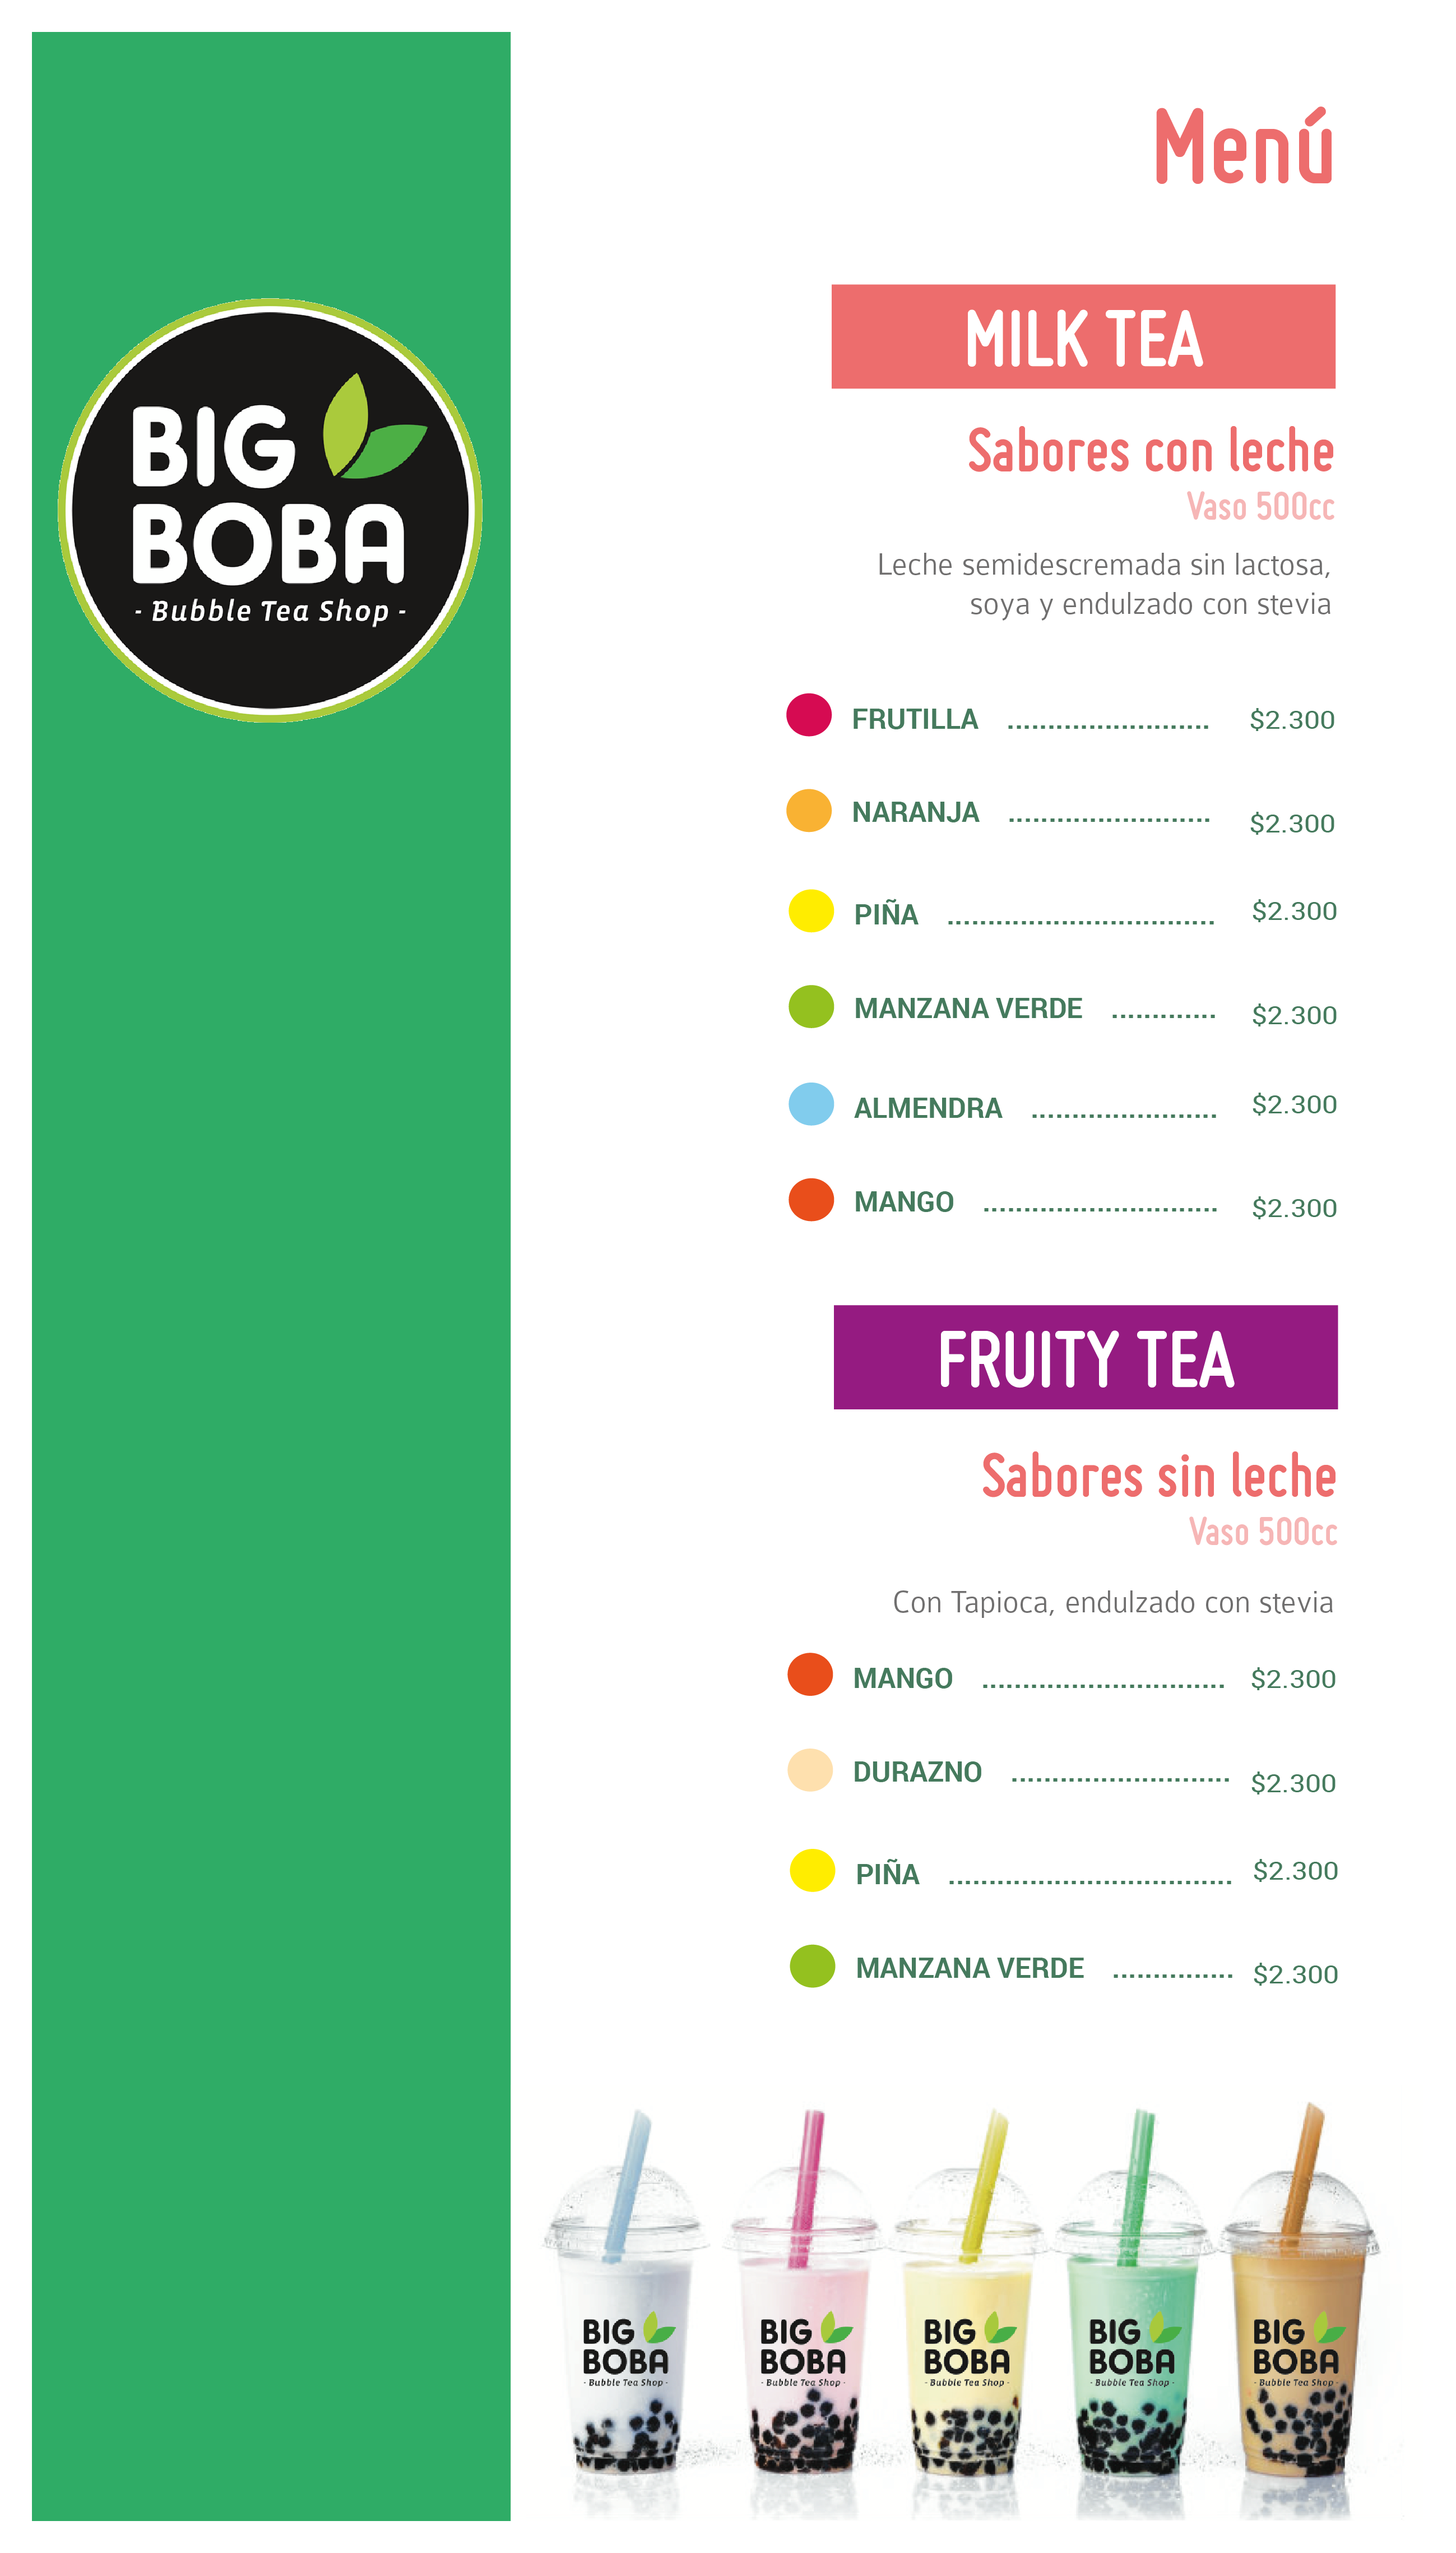 Menú
BIG
BOBA
- Bubble Tea Shop -
MILK TEA
Sabores con leche
Vaso 500cc
Leche semidescremada sin lactosa,
soya y endulzado con stevia
FRUTILLA ......................... $2.300
NARANJA ......................... $2.300
PIÑA ................................. $2.300
MANZANA VERDE ............. $2.300
ALMENDRA ....................... $2.300
MANGO ............................. $2.300
FRUITY TEA
Sabores sin leche
Vaso 500cc
Con Tapioca, endulzado con stevia
MANGO .............................. $2.300
DURAZNO ........................... $2.300
PIÑA ................................... $2.300
MANZANA VERDE ............... $2.300
BIG
BOBA
- Bubble Tea Shop -
BIG
BOBA
- Bubble Tea Shop -
BIG
BOBA
- Bubble Tea Shop -
BIG
BOBA
- Bubble Tea Shop -
BIG
BOBA
- Bubble Tea Shop -